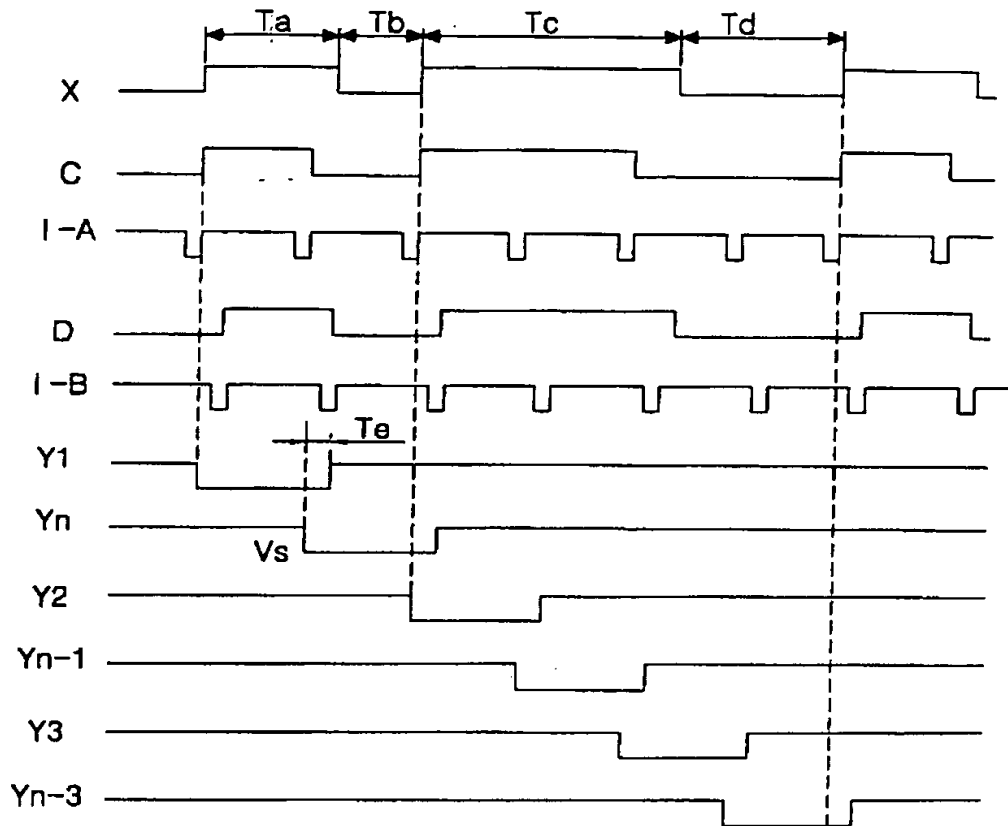 Ta Tb Tc Td
X
C
I-A
D
I-B
Te
Y1
Yn
Vs
Y2
Yn-1
Y3
Yn-3